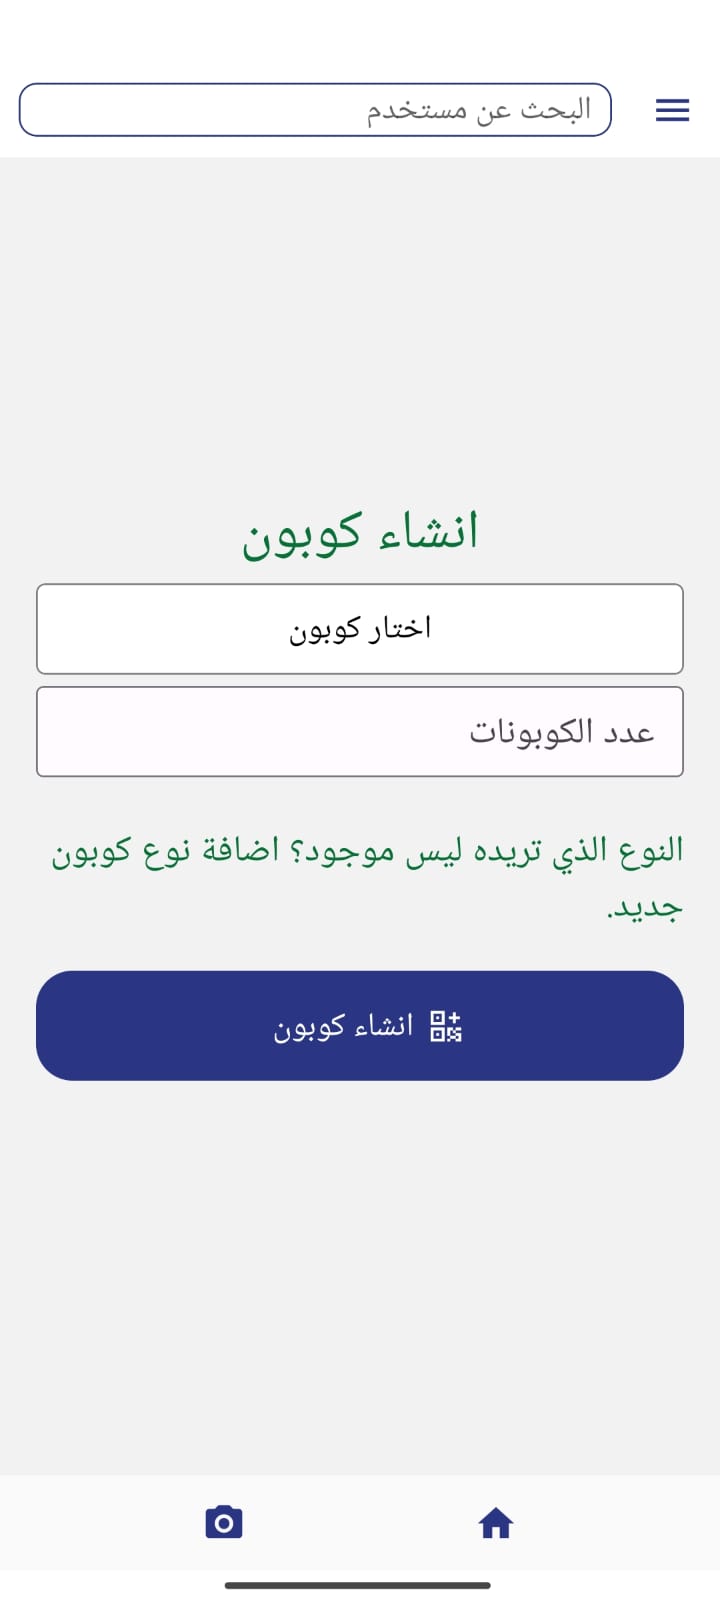 البحث عن مستخدم
انشاء كوبون
اختار كوبون
عدد الكوبونات
النوع الذي تريده ليس موجود؟ اضافة نوع كوبون
جديد.
انشاء كوبون